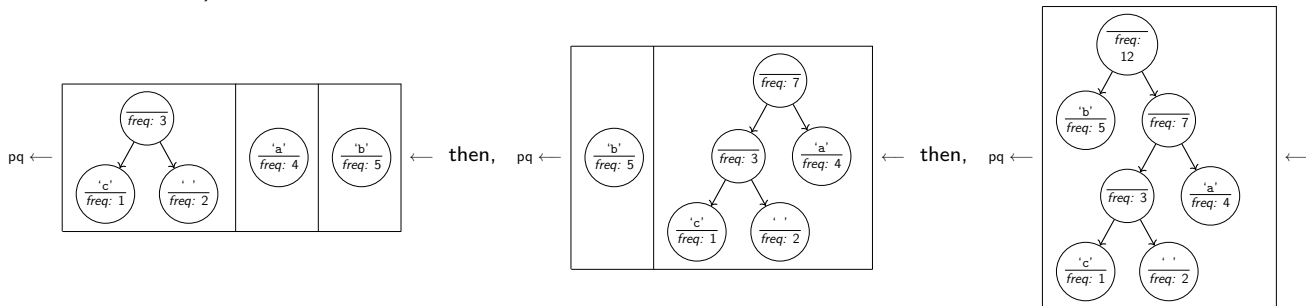 pq ←
freq: 3
'c'
freq: 1
' '
freq: 2
'a'
freq: 4
'b'
freq: 5
← then,
pq ←
'b'
freq: 5
freq: 7
freq: 3
'a'
freq: 4
'c'
freq: 1
' '
freq: 2
← then,
pq ←
freq:
12
'b'
freq: 5
freq: 7
freq: 3
'a'
freq: 4
'c'
freq: 1
' '
freq: 2
←